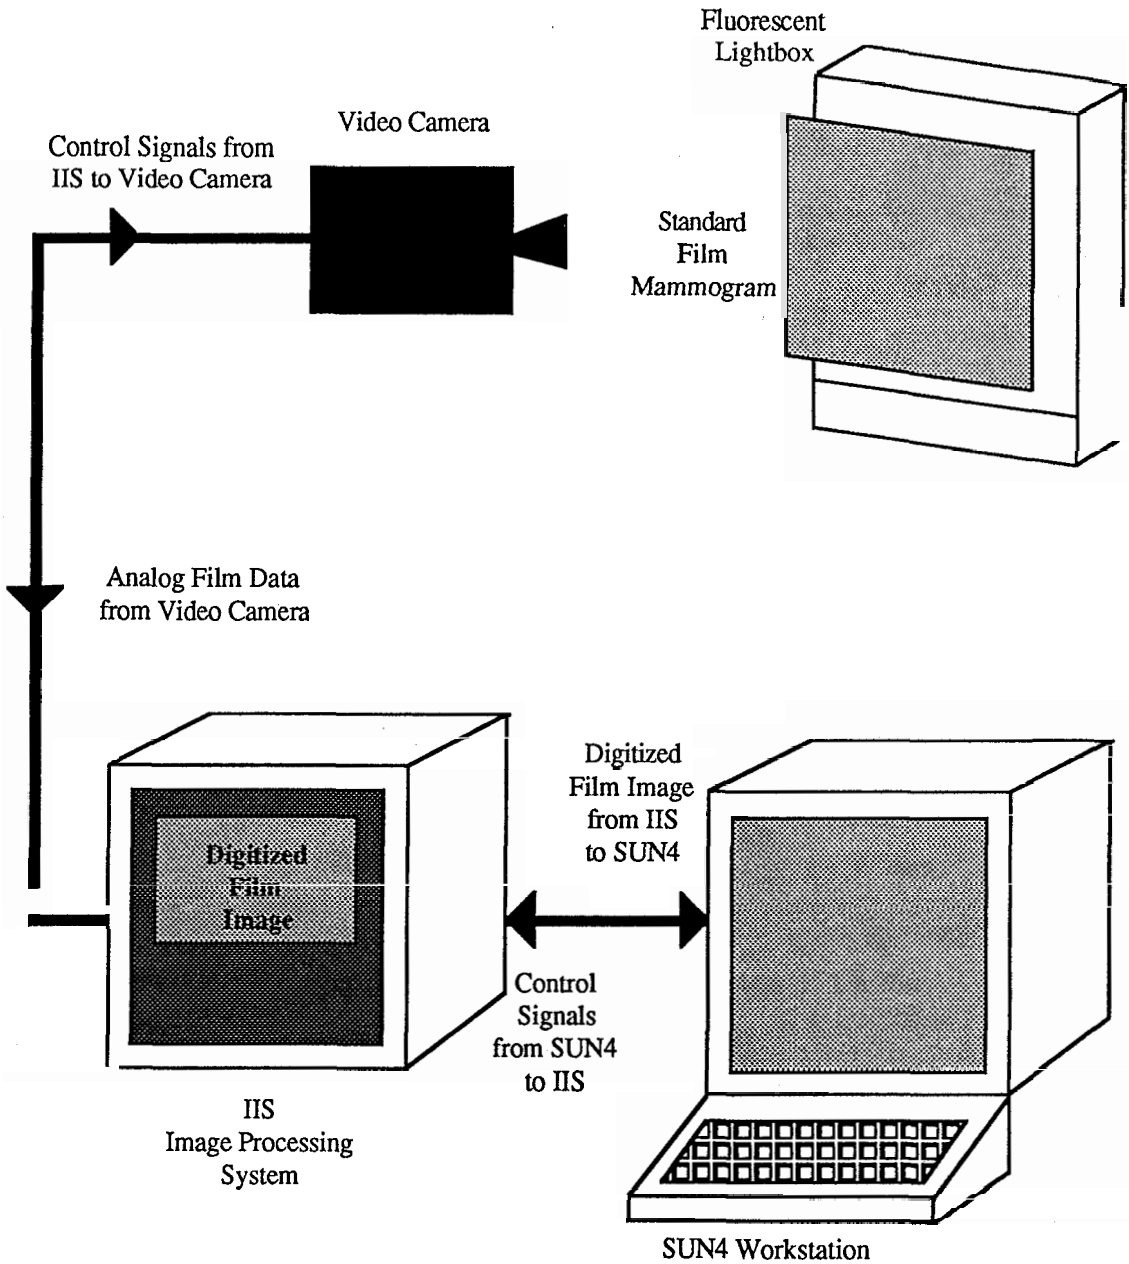 Fluorescent
Lightbox
Video Camera
Control Signals from
IIS to Video Camera
Standard
Film
Mammogram
Analog Film Data
from Video Camera
Digitized
Film Image
from IIS
to SUN4
Digitized
Film
Image
Control
Signals
from SUN4
to IIS
IIS
Image Processing
System
SUN4 Workstation